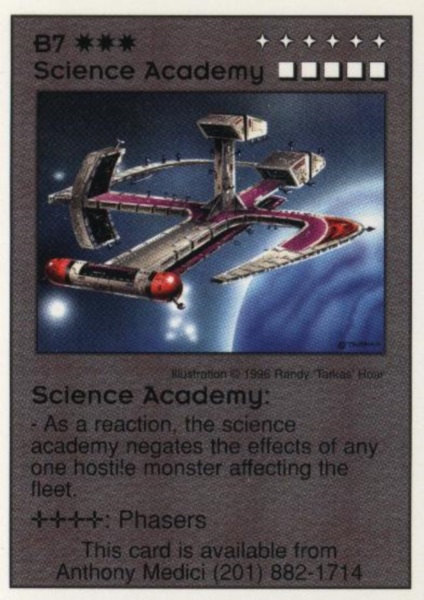 B7 ✷✷✷ ✧ ✧ ✧ ✧ ✧ ✧
Science Academy
Illustration © 1996 Randy 'Tarkas' Hoar
Science Academy:
- As a reaction, the science
academy negates the effects of any
one hostile monster affecting the
fleet.
✢✢✢✢: Phasers
This card is available from
Anthony Medici (201) 882-1714